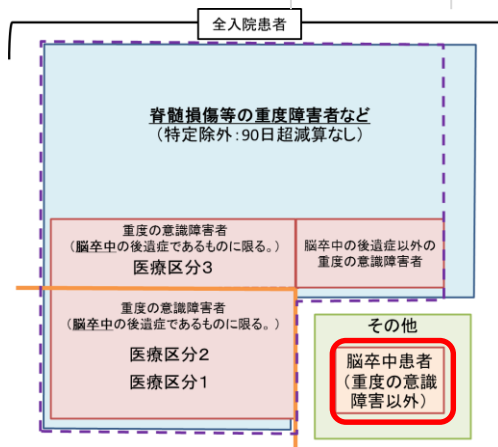 全入院患者
脊髄損傷等の重度障害者など
（特定除外：90日超減算なし）
重度の意識障害者
（脳卒中の後遺症であるものに限る。）
医療区分3
脳卒中の後遺症以外の
重度の意識障害者
重度の意識障害者
（脳卒中の後遺症であるものに限る。）
医療区分2
医療区分1
その他
脳卒中患者
（重度の意識
障害以外）